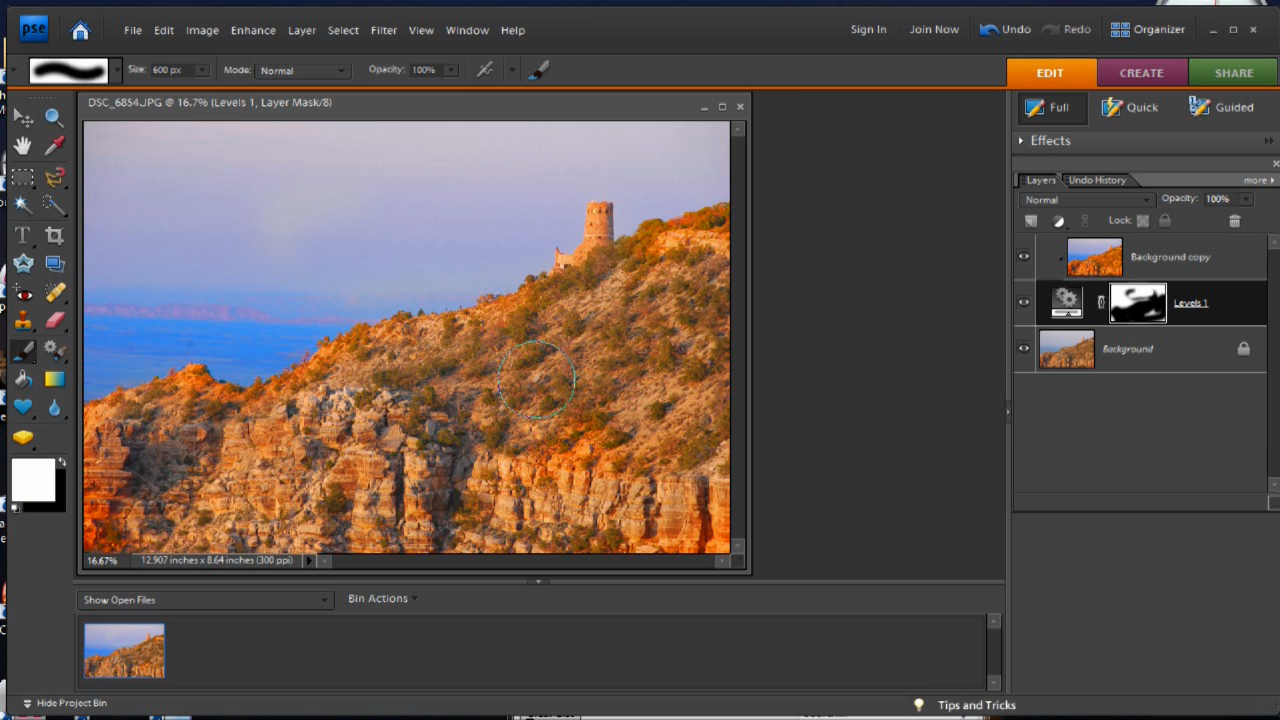 pse File Edit Image Enhance Layer Select Filter View Window Help Sign In Join Now Undo Redo Organizer
Size: 600 px Mode: Normal Opacity: 100% EDIT CREATE SHARE
DSC_6854.JPG @ 16.7% (Levels 1, Layer Mask/8)
Full Quick Guided
Effects
Layers Undo History more
Normal Opacity: 100%
Lock:
Background copy
Levels 1
Background
T
16.67% 12.907 inches x 8.64 inches (300 ppi)
Show Open Files Bin Actions
Hide Project Bin Tips and Tricks